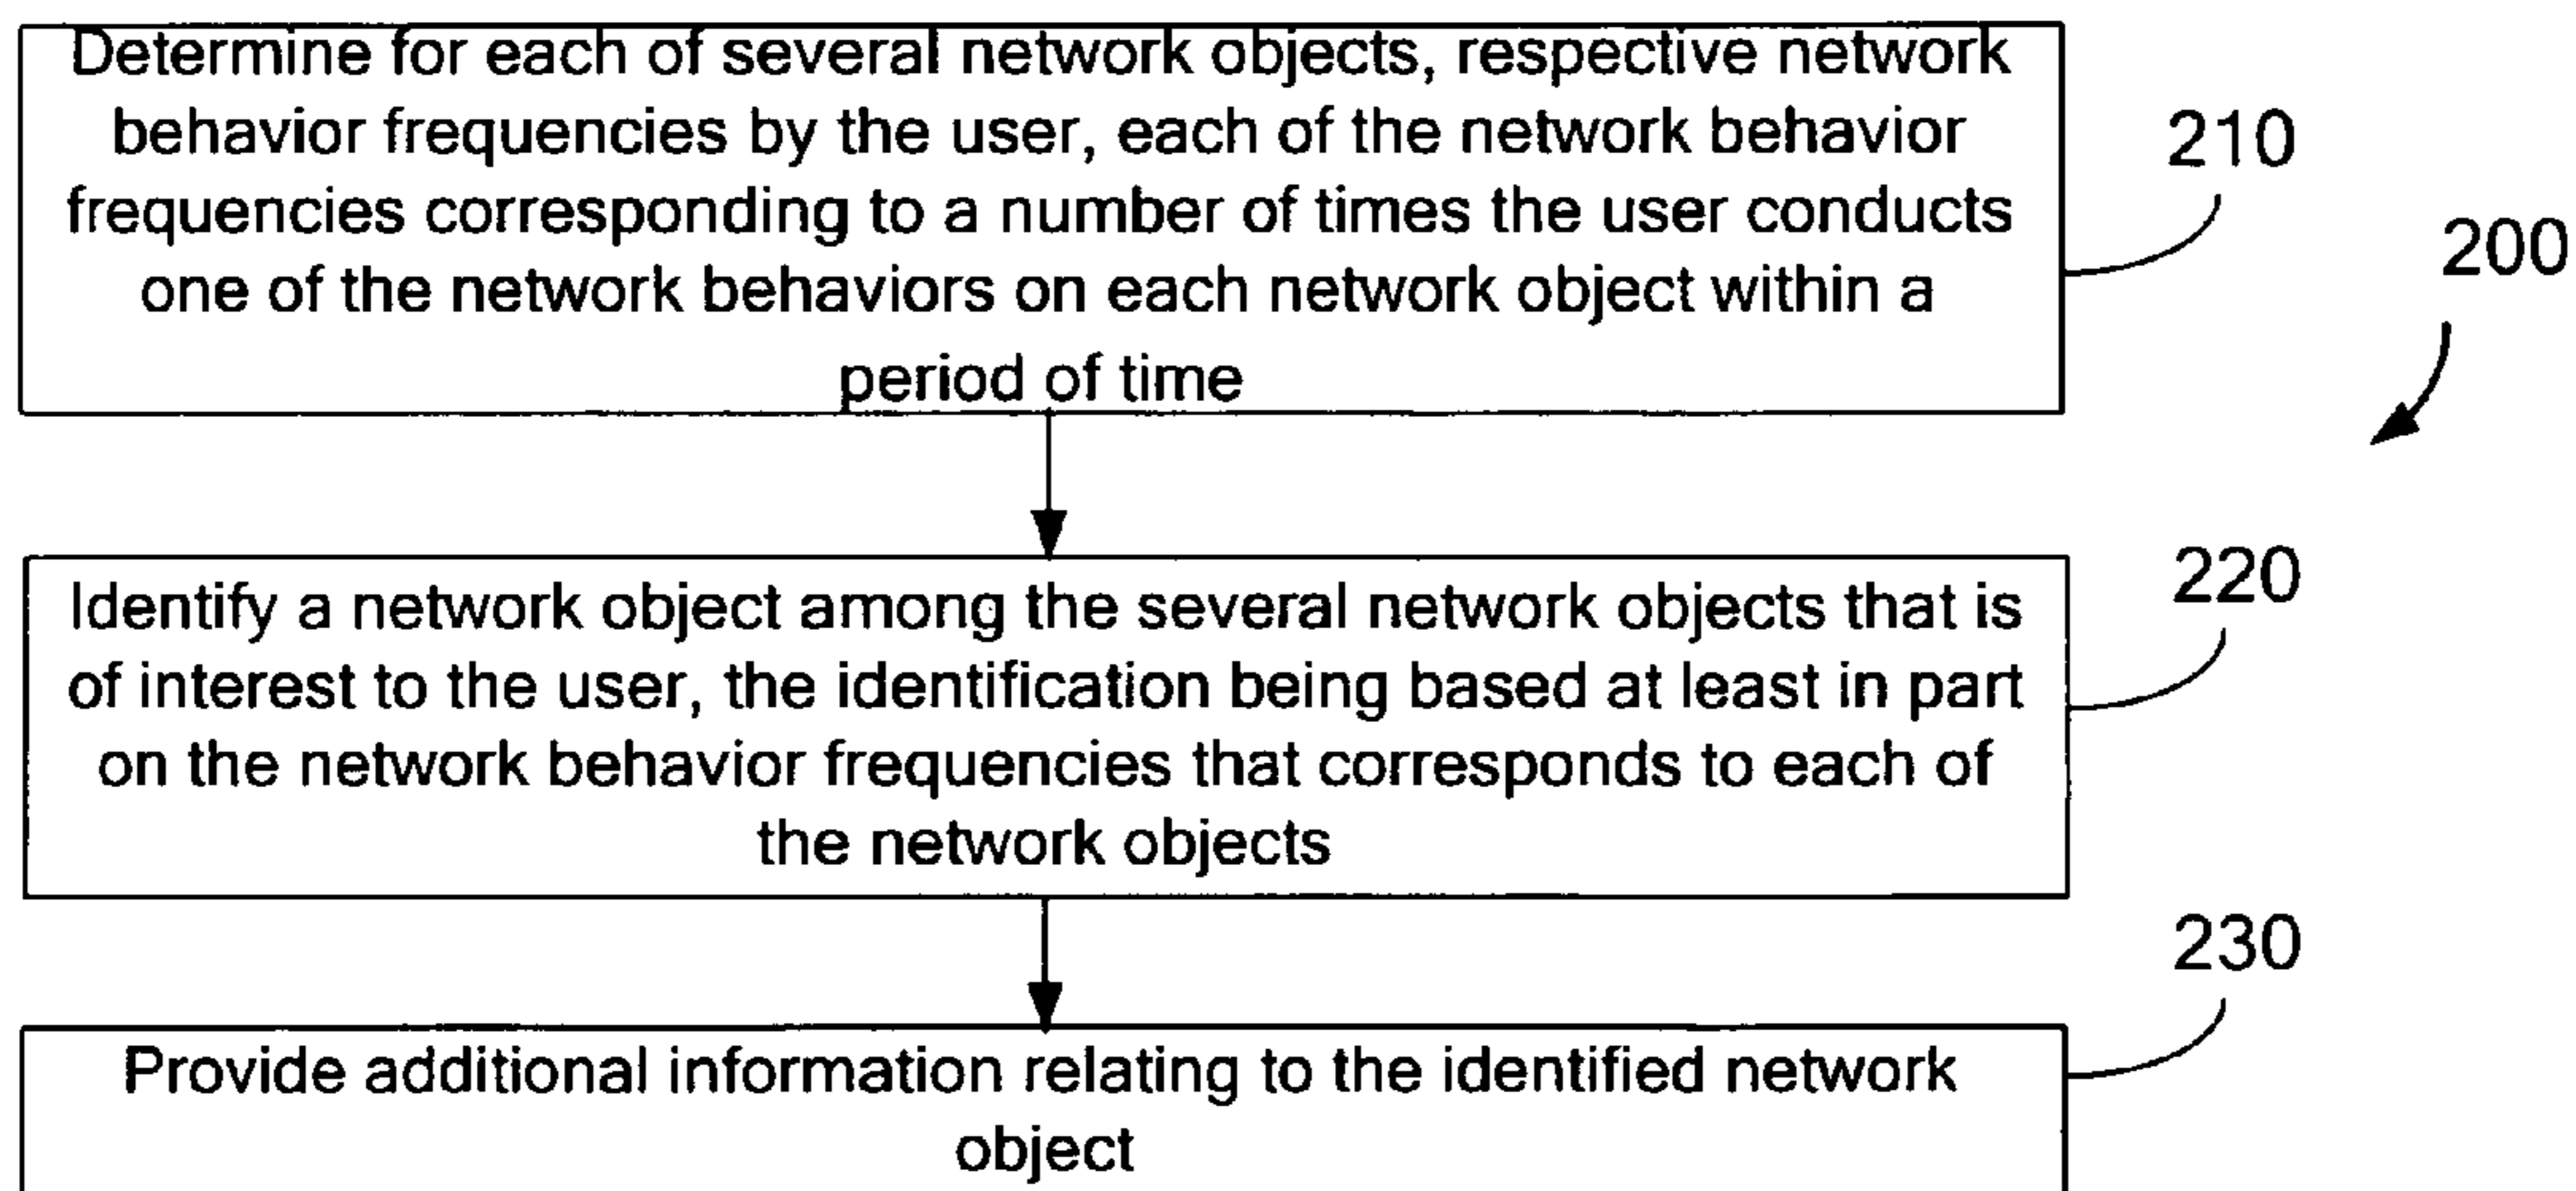 Determine for each of several network objects, respective network
behavior frequencies by the user, each of the network behavior
frequencies corresponding to a number of times the user conducts
one of the network behaviors on each network object within a
period of time
210
200
Identify a network object among the several network objects that is
of interest to the user, the identification being based at least in part
on the network behavior frequencies that corresponds to each of
the network objects
220
Provide additional information relating to the identified network
object
230